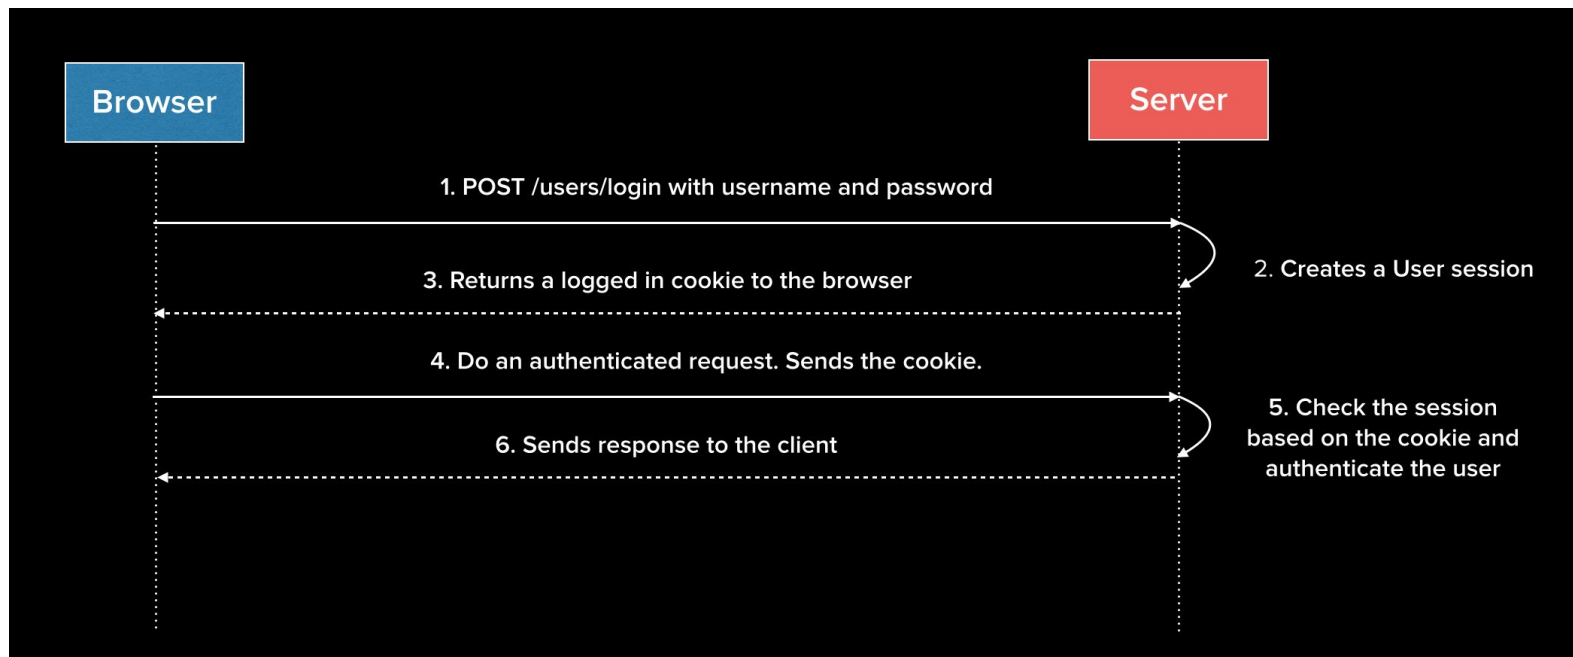 Browser
Server
1. POST /users/login with username and password
2. Creates a User session
3. Returns a logged in cookie to the browser
4. Do an authenticated request. Sends the cookie.
5. Check the session
based on the cookie and
authenticate the user
6. Sends response to the client